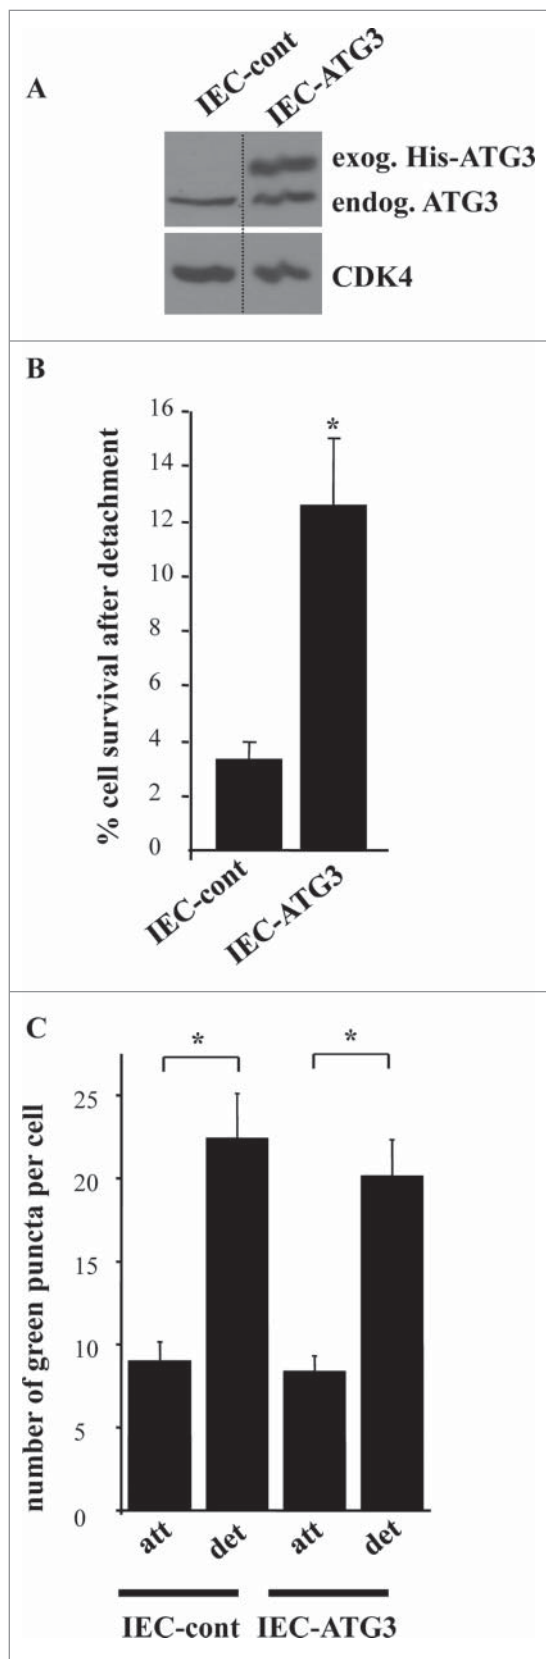 A
IEC-cont
IEC-ATG3
exog. His-ATG3
endog. ATG3
CDK4
B
% cell survival after detachment
16
14
12
10
8
6
4
2
0
*
IEC-cont
IEC-ATG3
C
number of green puncta per cell
25
20
15
10
5
0
*
*
att
det
att
det
IEC-cont IEC-ATG3